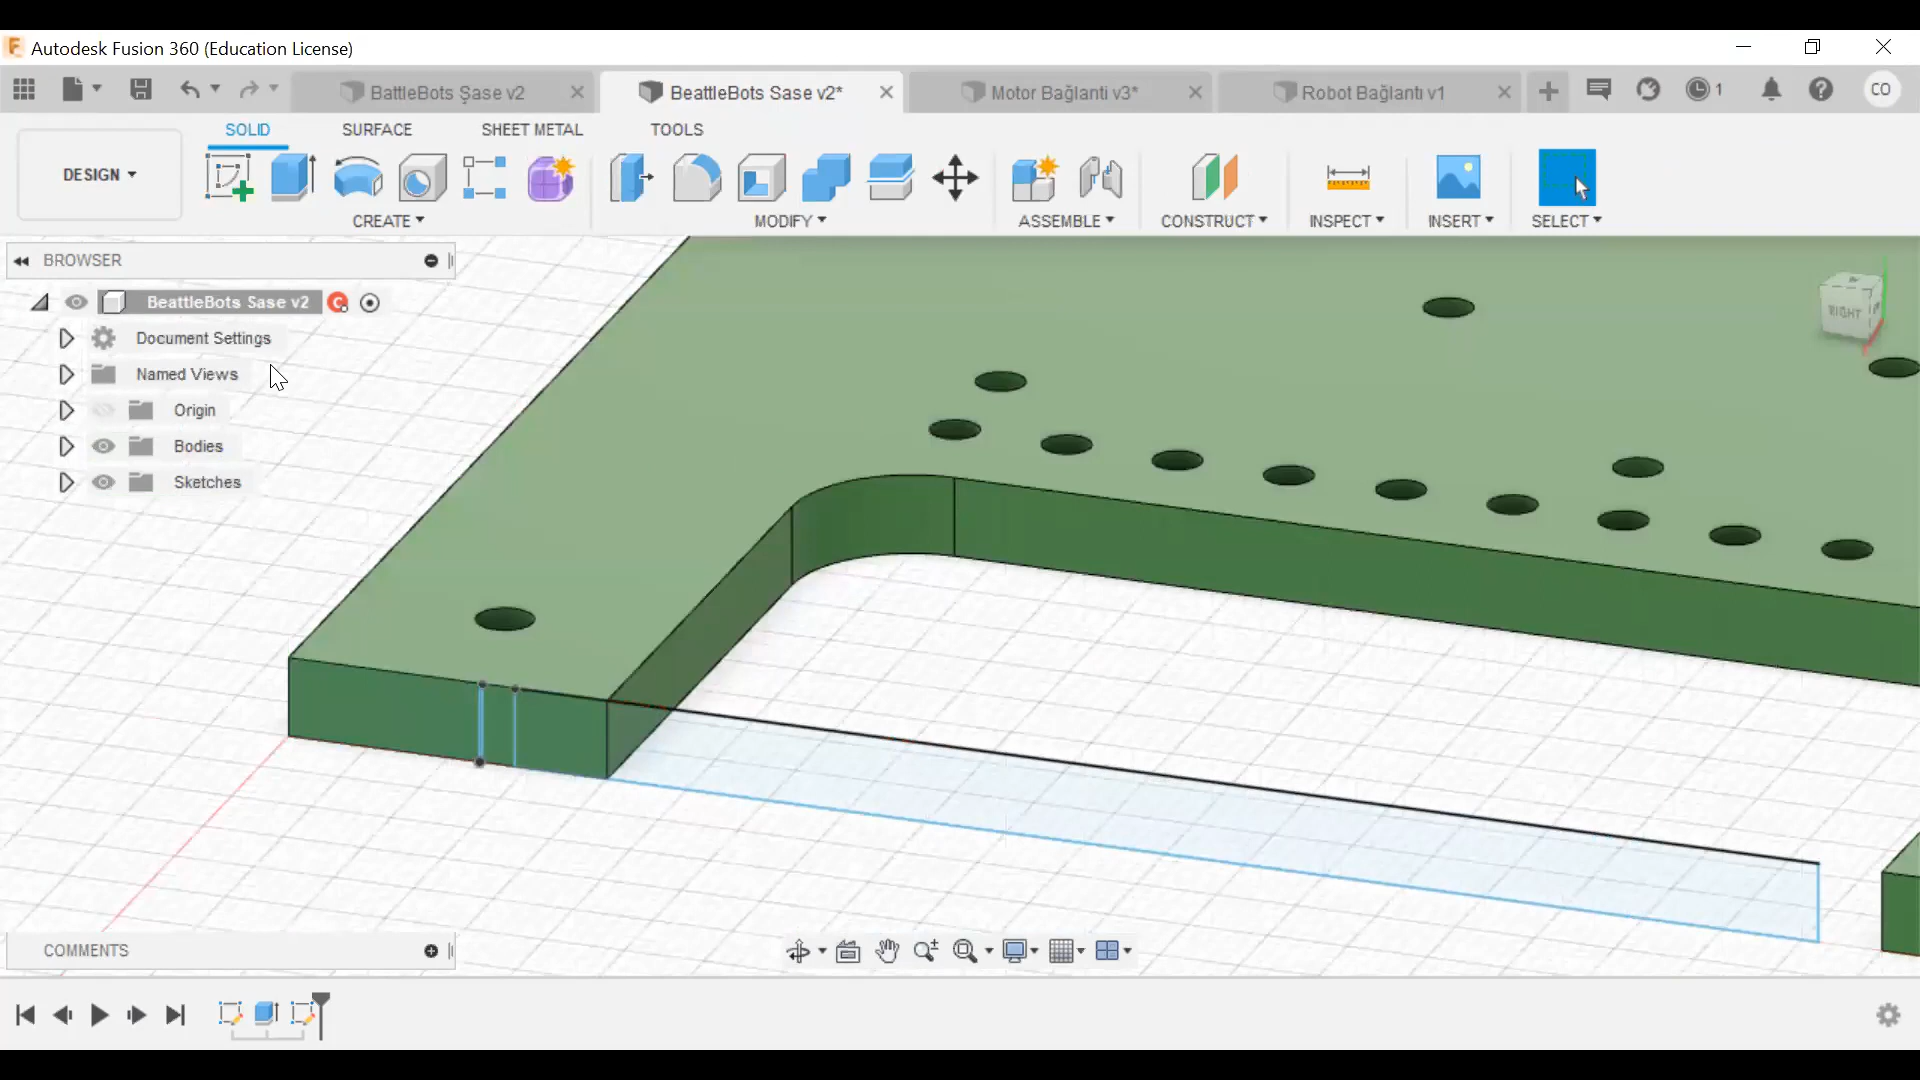 Autodesk Fusion 360 (Education License)
BattleBots Şase v2
BeattleBots Sase v2*
Motor Bağlanti v3*
Robot Bağlantı v1
1
CO
DESIGN
SOLID
SURFACE
SHEET METAL
TOOLS
CREATE
MODIFY
ASSEMBLE
CONSTRUCT
INSPECT
INSERT
SELECT
BROWSER
BeattleBots Sase v2
Document Settings
Named Views
Origin
Bodies
Sketches
RIGHT
COMMENTS